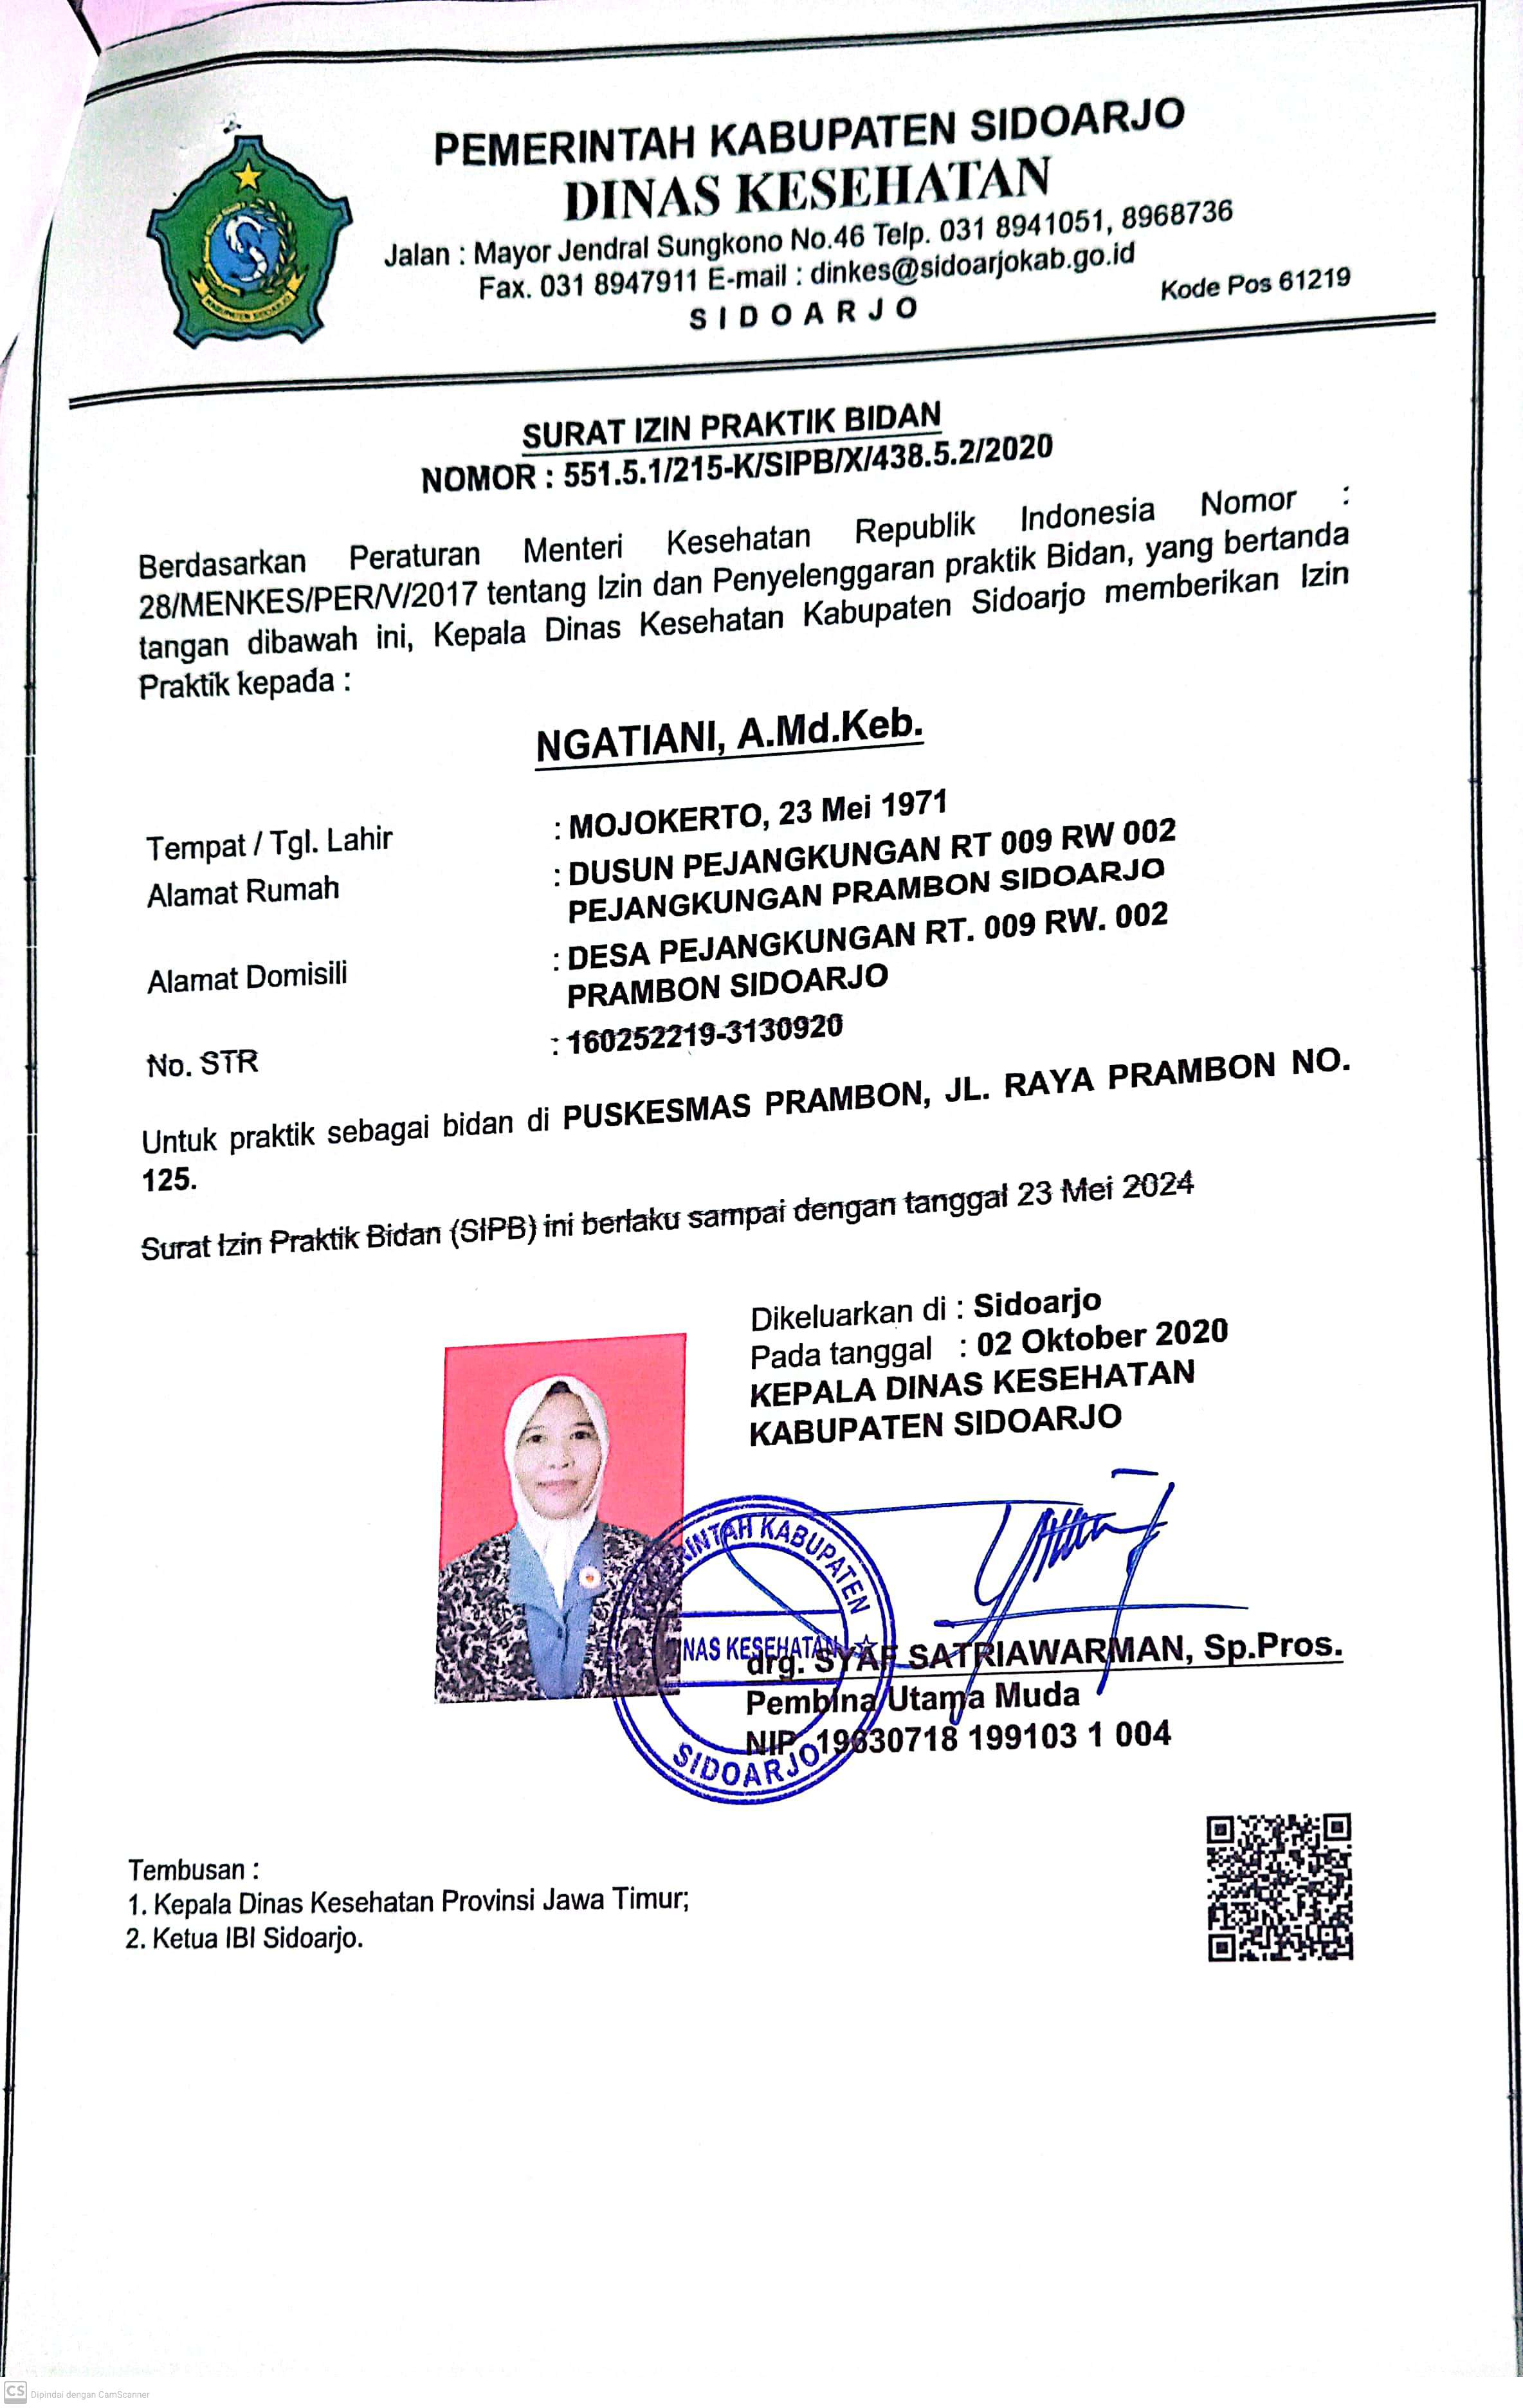 PEMERINTAH KABUPATEN SIDOARJO
DINAS KESEHATAN
Jalan : Mayor Jendral Sungkono No.46 Telp. 031 8941051, 8968736
Fax. 031 8947911 E-mail : dinkes@sidoarjokab.go.id
Kode Pos 61219
S I D O A R J O
KABUPATEN SIDOARJO
SURAT IZIN PRAKTIK BIDAN
NOMOR : 551.5.1/215-K/SIPB/X/438.5.2/2020
Berdasarkan Peraturan Menteri Kesehatan Republik Indonesia Nomor :
28/MENKES/PER/V/2017 tentang Izin dan Penyelenggaran praktik Bidan, yang bertanda
tangan dibawah ini, Kepala Dinas Kesehatan Kabupaten Sidoarjo memberikan Izin
Praktik kepada :
NGATIANI, A.Md.Keb.
Tempat / Tgl. Lahir : MOJOKERTO, 23 Mei 1971
Alamat Rumah : DUSUN PEJANGKUNGAN RT 009 RW 002
PEJANGKUNGAN PRAMBON SIDOARJO
Alamat Domisili : DESA PEJANGKUNGAN RT. 009 RW. 002
PRAMBON SIDOARJO
No. STR : 160252219-3130920
Untuk praktik sebagai bidan di PUSKESMAS PRAMBON, JL. RAYA PRAMBON NO.
125.
Surat Izin Praktik Bidan (SIPB) ini berlaku sampai dengan tanggal 23 Mei 2024
Dikeluarkan di : Sidoarjo
Pada tanggal : 02 Oktober 2020
KEPALA DINAS KESEHATAN
KABUPATEN SIDOARJO
RINTAH KABUPATEN
NAS KESEHATAN
SIDOARJO
drg. SYAF SATRIAWARMAN, Sp.Pros.
Pembina Utama Muda
NIP. 19630718 199103 1 004
Tembusan :
1. Kepala Dinas Kesehatan Provinsi Jawa Timur;
2. Ketua IBI Sidoarjo.
CS Dipindai dengan CamScanner